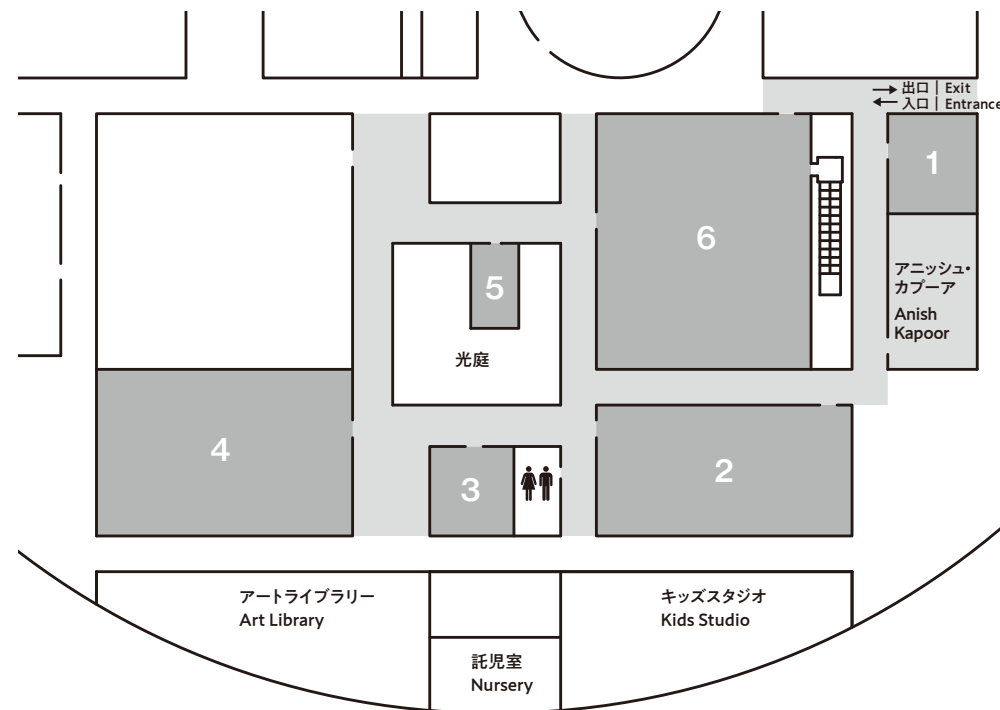 出口 | Exit
入口 | Entrance
1
アニッシュ・
カプーア
Anish
Kapoor
6
5
光庭
4
3
2
アートライブラリー
Art Library
キッズスタジオ
Kids Studio
託児室
Nursery